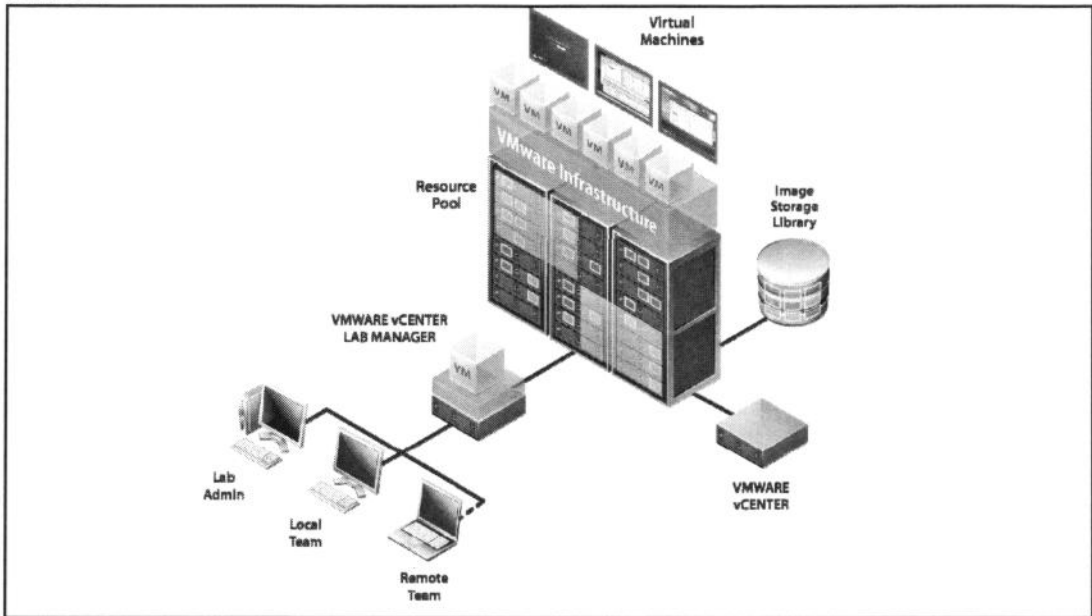 Virtual
Machines
VM
VM
VM
VM
VM
VM
VMware Infrastructure
Resource
Pool
Image
Storage
Library
VMWARE vCENTER
LAB MANAGER
VM
Lab
Admin
Local
Team
Remote
Team
VMWARE
vCENTER